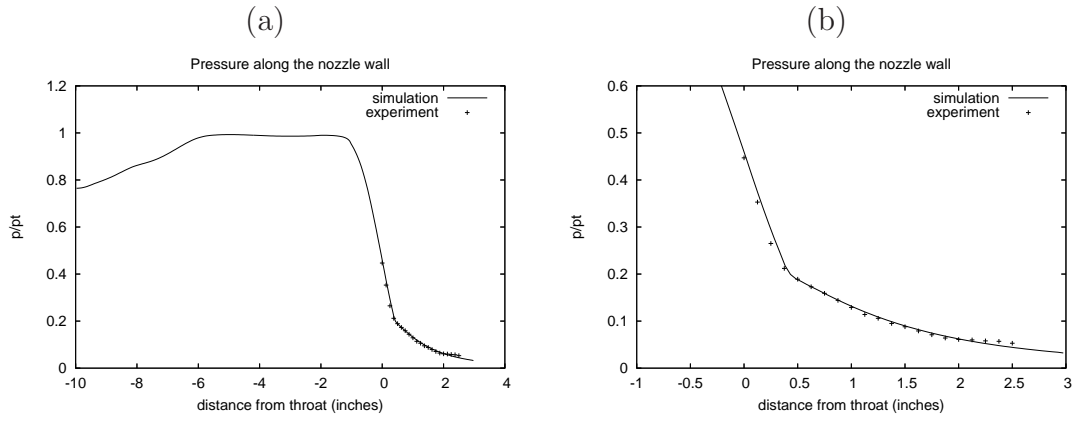 (a)
Pressure along the nozzle wall
simulation
experiment
1.2
1
0.8
0.6
0.4
0.2
0
p/pt
-10
-8
-6
-4
-2
0
2
4
distance from throat (inches)
(b)
Pressure along the nozzle wall
simulation
experiment
0.6
0.5
0.4
0.3
0.2
0.1
0
p/pt
-1
-0.5
0
0.5
1
1.5
2
2.5
3
distance from throat (inches)